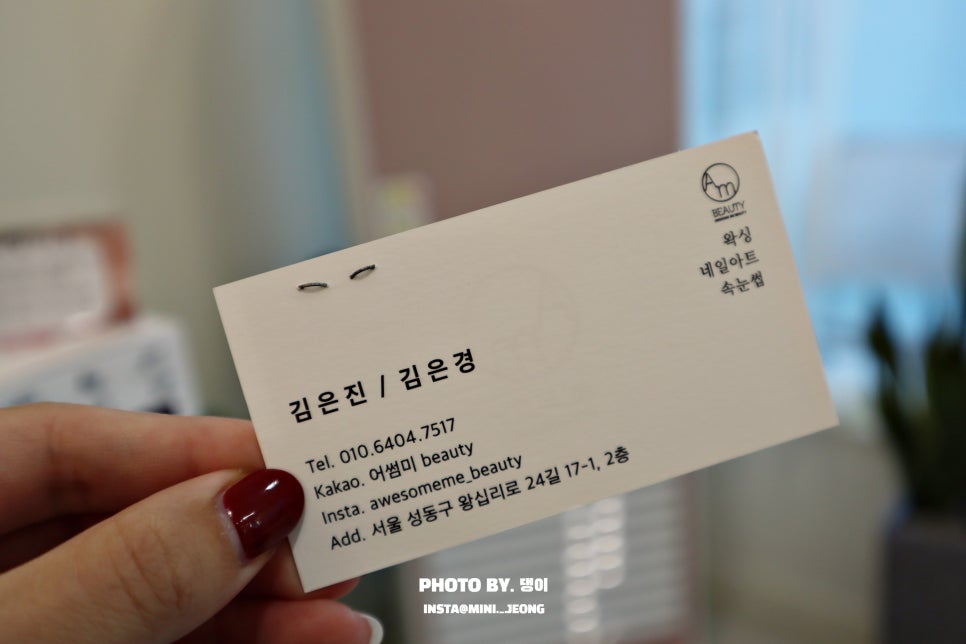 Am
BEAUTY
왁싱
네일아트
속눈썹
김은진 / 김은경
Tel. 010.6404.7517
Kakao. 어썸미 beauty
Insta. awesomeme_beauty
Add. 서울 성동구 왕십리로 24길 17-1, 2층
PHOTO BY. 댕이
INSTA@MINI._.JEONG